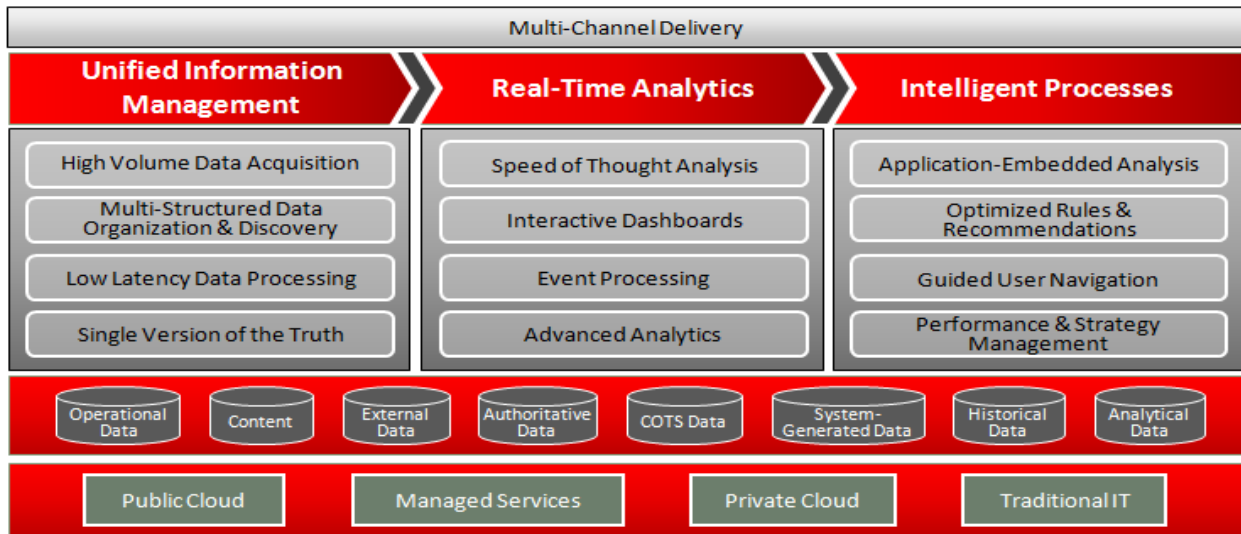 Multi-Channel Delivery
Unified Information
Management
Real-Time Analytics
Intelligent Processes
High Volume Data Acquisition
Multi-Structured Data
Organization & Discovery
Low Latency Data Processing
Single Version of the Truth
Speed of Thought Analysis
Interactive Dashboards
Event Processing
Advanced Analytics
Application-Embedded Analysis
Optimized Rules &
Recommendations
Guided User Navigation
Performance & Strategy
Management
Operational
Data
Content
External
Data
Authoritative
Data
COTS Data
System-
Generated Data
Historical
Data
Analytical
Data
Public Cloud
Managed Services
Private Cloud
Traditional IT